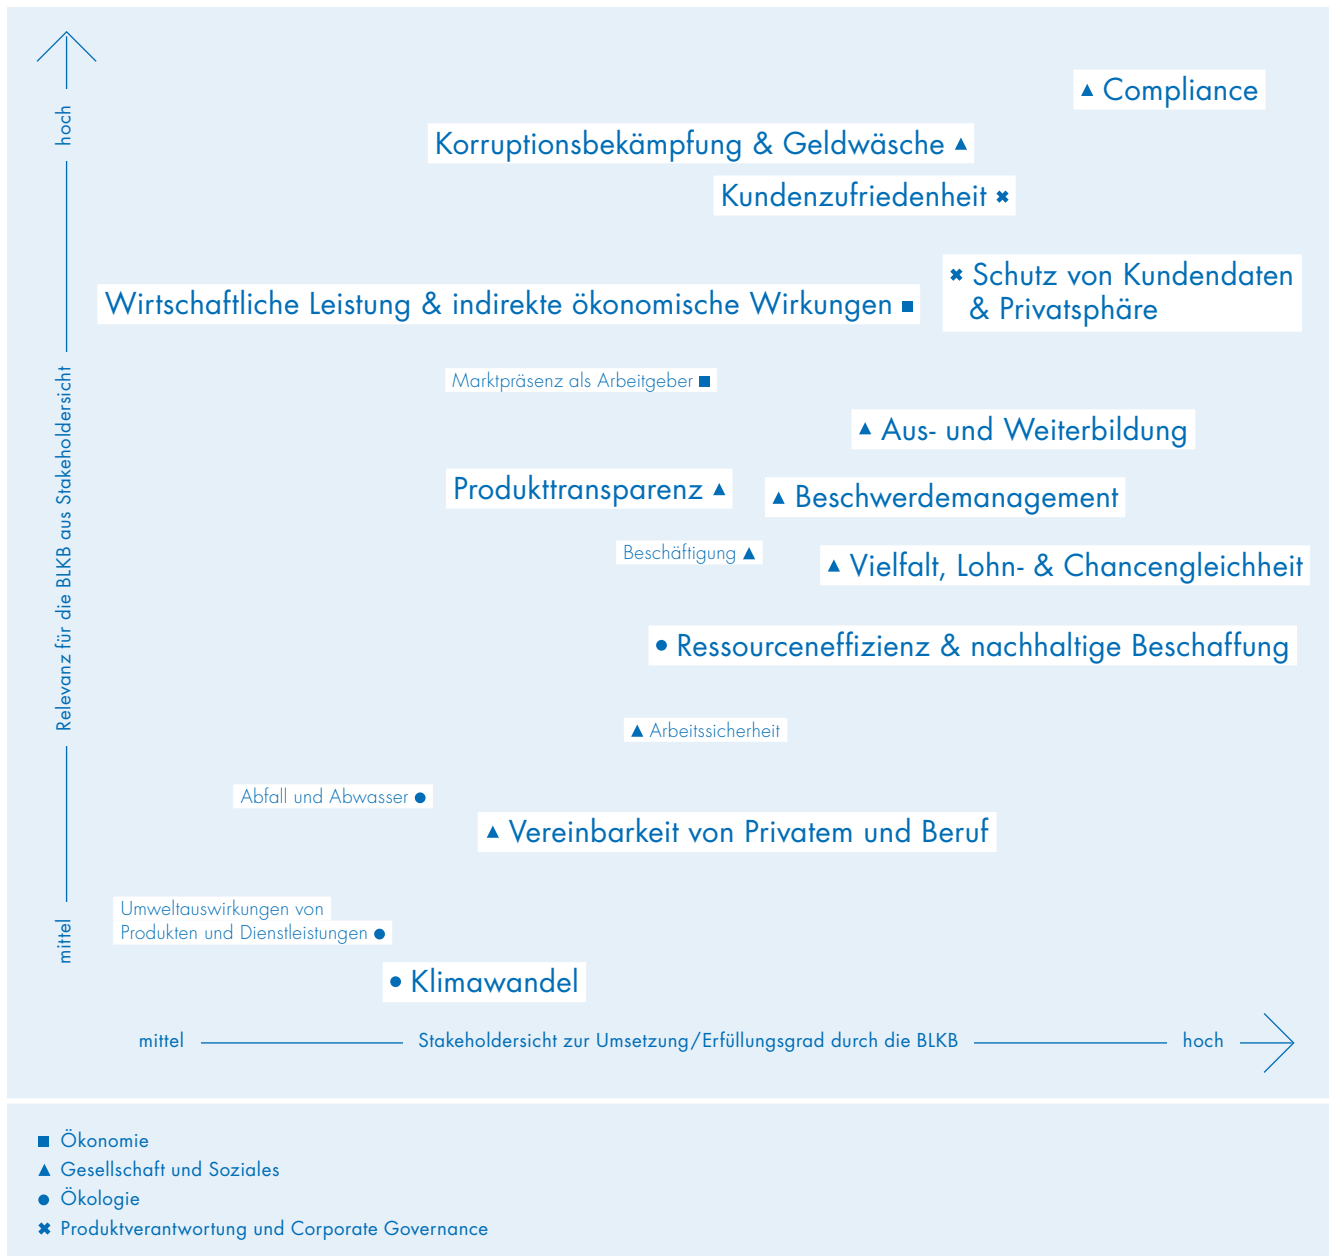 hoch
Relevanz für die BLKB aus Stakeholdersicht
mittel
Compliance
Korruptionsbekämpfung & Geldwäsche
Kundenzufriedenheit
Schutz von Kundendaten
& Privatsphäre
Wirtschaftliche Leistung & indirekte ökonomische Wirkungen
Marktpräsenz als Arbeitgeber
Aus- und Weiterbildung
Produkttransparenz
Beschwerdemanagement
Beschäftigung
Vielfalt, Lohn- & Chancengleichheit
Ressourceneffizienz & nachhaltige Beschaffung
Arbeitssicherheit
Abfall und Abwasser
Vereinbarkeit von Privatem und Beruf
Umweltauswirkungen von
Produkten und Dienstleistungen
Klimawandel
mittel
Stakeholdersicht zur Umsetzung/Erfüllungsgrad durch die BLKB
hoch
Ökonomie
Gesellschaft und Soziales
Ökologie
Produktverantwortung und Corporate Governance